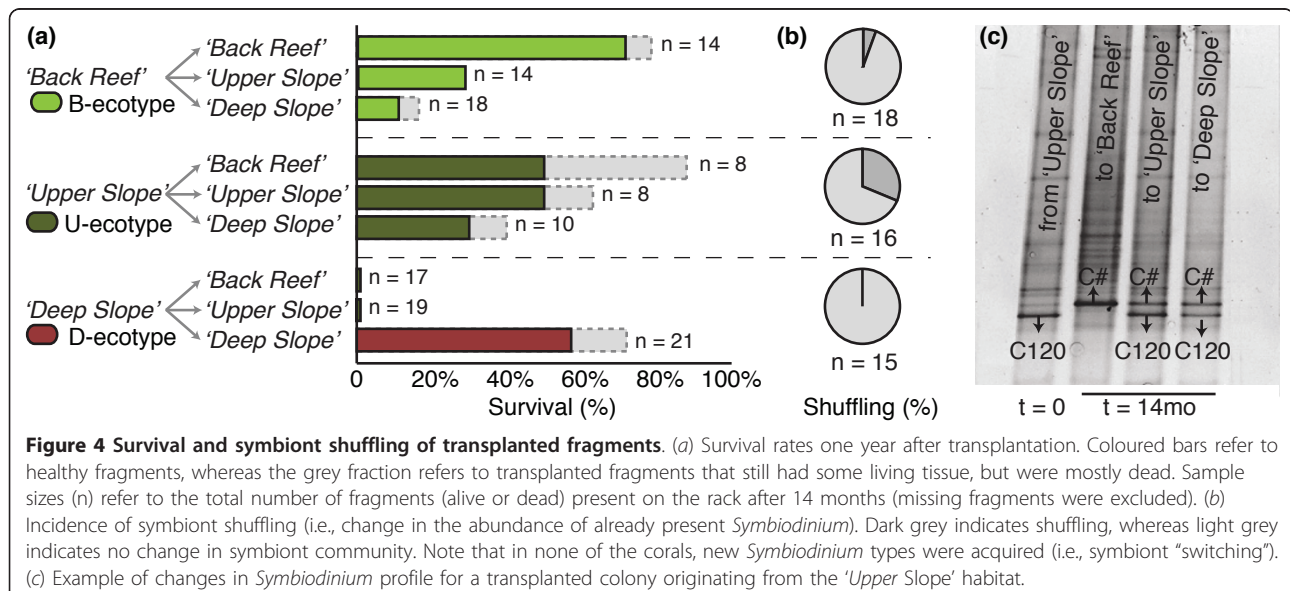 (a)
'Back Reef'
B-ecotype
'Back Reef'
n = 14
'Upper Slope'
n = 14
'Deep Slope'
n = 18
'Upper Slope'
U-ecotype
'Back Reef'
n = 8
'Upper Slope'
n = 8
'Deep Slope'
n = 10
'Deep Slope'
D-ecotype
'Back Reef'
n = 17
'Upper Slope'
n = 19
'Deep Slope'
n = 21
0 20% 40% 60% 80% 100%
Survival (%)
(b)
n = 18
n = 16
n = 15
Shuffling (%)
(c)
from 'Upper Slope'
to 'Back Reef'
to 'Upper Slope'
to 'Deep Slope'
C# C# C#
C120 C120 C120
t = 0 t = 14mo
Figure 4 Survival and symbiont shuffling of transplanted fragments. (a) Survival rates one year after transplantation. Coloured bars refer to
healthy fragments, whereas the grey fraction refers to transplanted fragments that still had some living tissue, but were mostly dead. Sample
sizes (n) refer to the total number of fragments (alive or dead) present on the rack after 14 months (missing fragments were excluded). (b)
Incidence of symbiont shuffling (i.e., change in the abundance of already present Symbiodinium). Dark grey indicates shuffling, whereas light grey
indicates no change in symbiont community. Note that in none of the corals, new Symbiodinium types were acquired (i.e., symbiont “switching”).
(c) Example of changes in Symbiodinium profile for a transplanted colony originating from the 'Upper Slope' habitat.